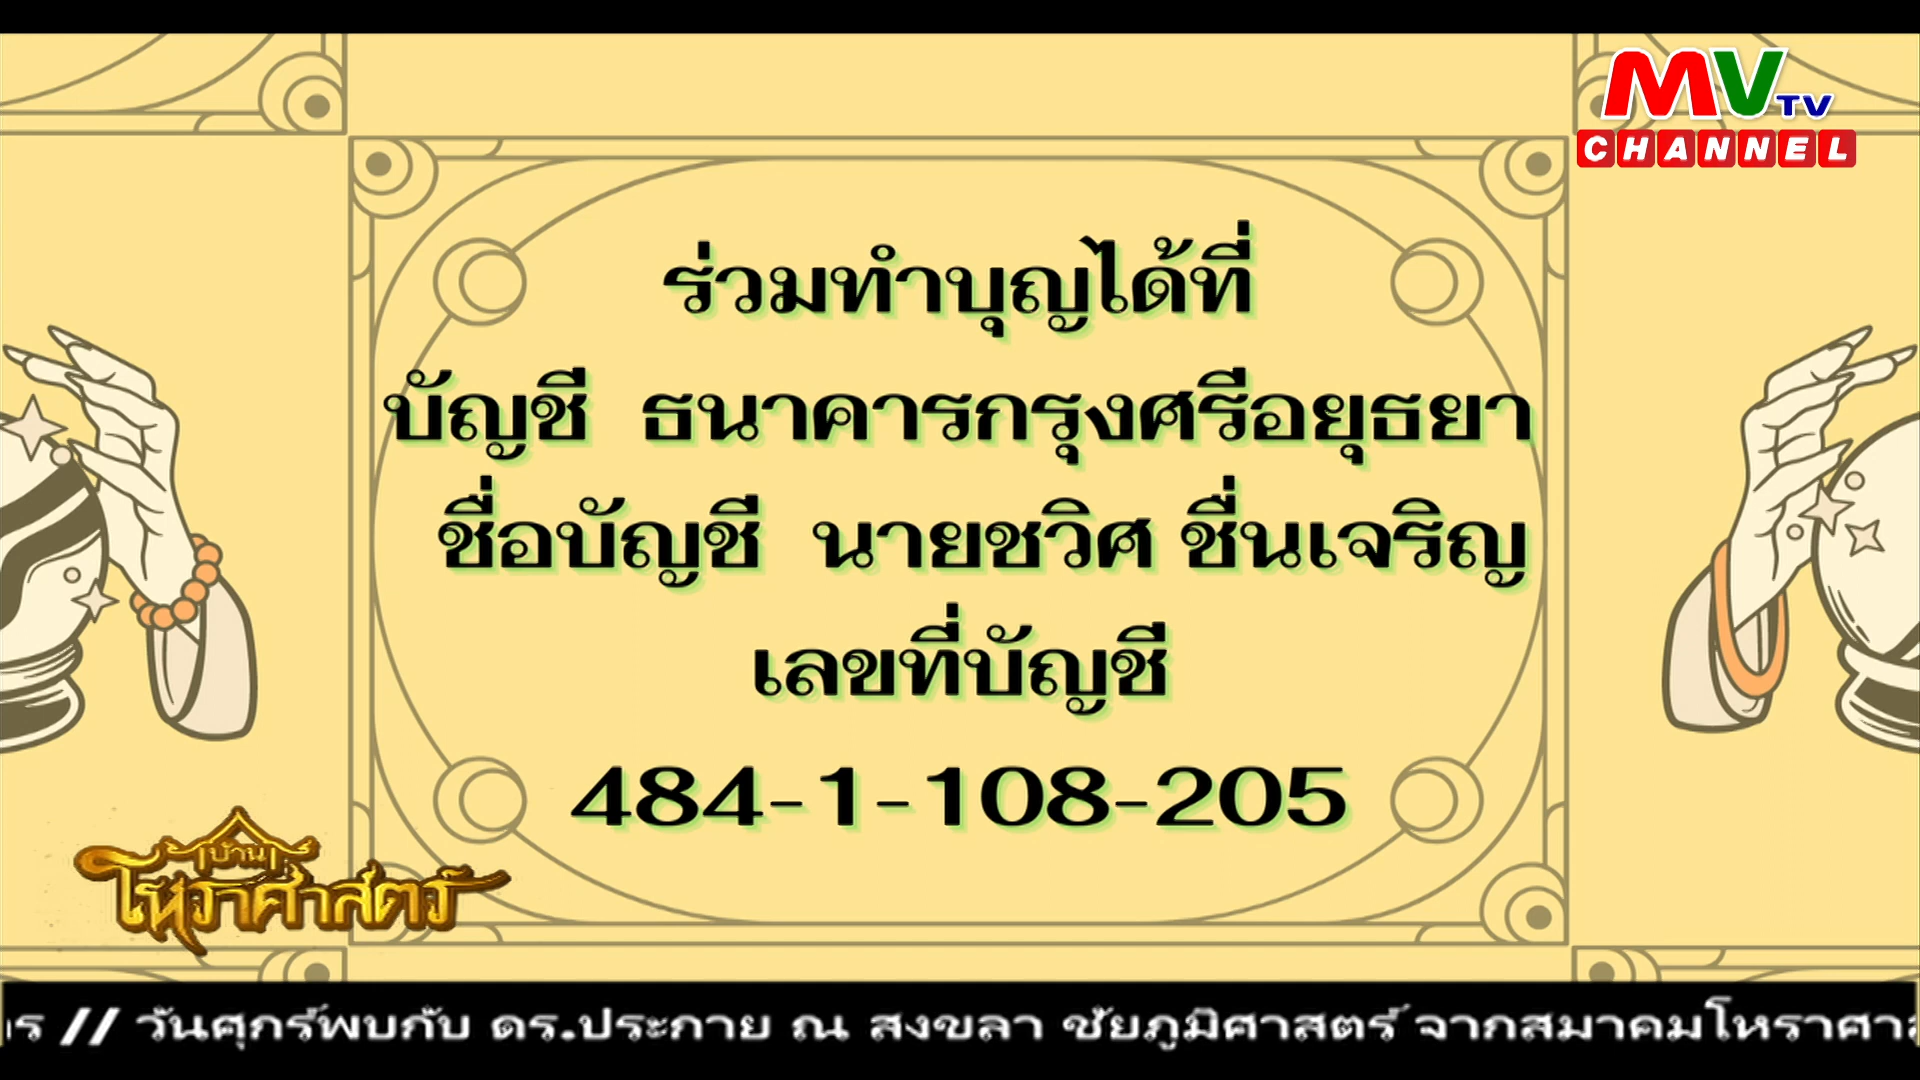 MVTV
CHANNEL
ร่วมทำบุญได้ที่
บัญชี ธนาคารกรุงศรีอยุธยา
ชื่อบัญชี นายชวิศ ชื่นเจริญ
เลขที่บัญชี
484-1-108-205
บ้าน
โหราศาสตร์
ร // วันศุกร์พบกับ ดร.ประกาย ณ สงขลา ชัยภูมิศาสตร์ จากสมาคมโหราศา